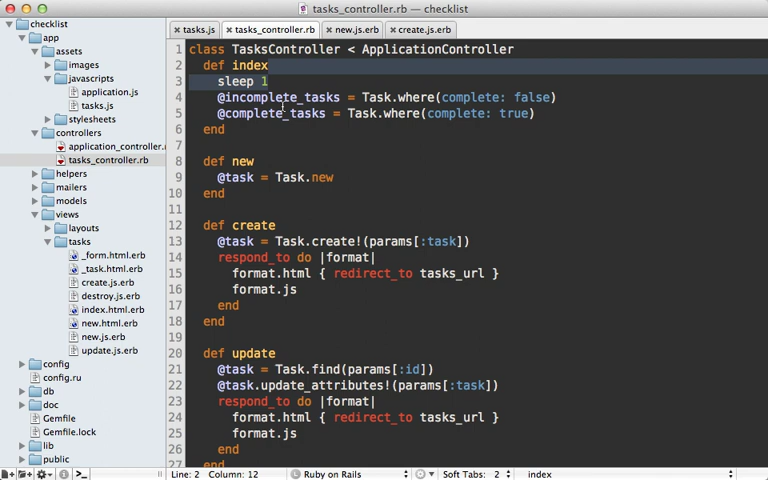 tasks_controller.rb — checklist
checklist
app
assets
images
javascripts
application.js
tasks.js
stylesheets
controllers
application_controller.r
tasks_controller.rb
helpers
mailers
models
views
layouts
tasks
_form.html.erb
_task.html.erb
create.js.erb
destroy.js.erb
index.html.erb
new.html.erb
new.js.erb
update.js.erb
config
config.ru
db
doc
Gemfile
Gemfile.lock
lib
public
tasks.js tasks_controller.rb new.js.erb create.js.erb
1 class TasksController < ApplicationController
2 def index
3 sleep 1
4 @incomplete_tasks = Task.where(complete: false)
5 @complete_tasks = Task.where(complete: true)
6 end
7
8 def new
9 @task = Task.new
10 end
11
12 def create
13 @task = Task.create!(params[:task])
14 respond_to do |format|
15 format.html { redirect_to tasks_url }
16 format.js
17 end
18 end
19
20 def update
21 @task = Task.find(params[:id])
22 @task.update_attributes!(params[:task])
23 respond_to do |format|
24 format.html { redirect_to tasks_url }
25 format.js
26 end
27 end
Line: 2 Column: 12 Ruby on Rails Soft Tabs: 2 index